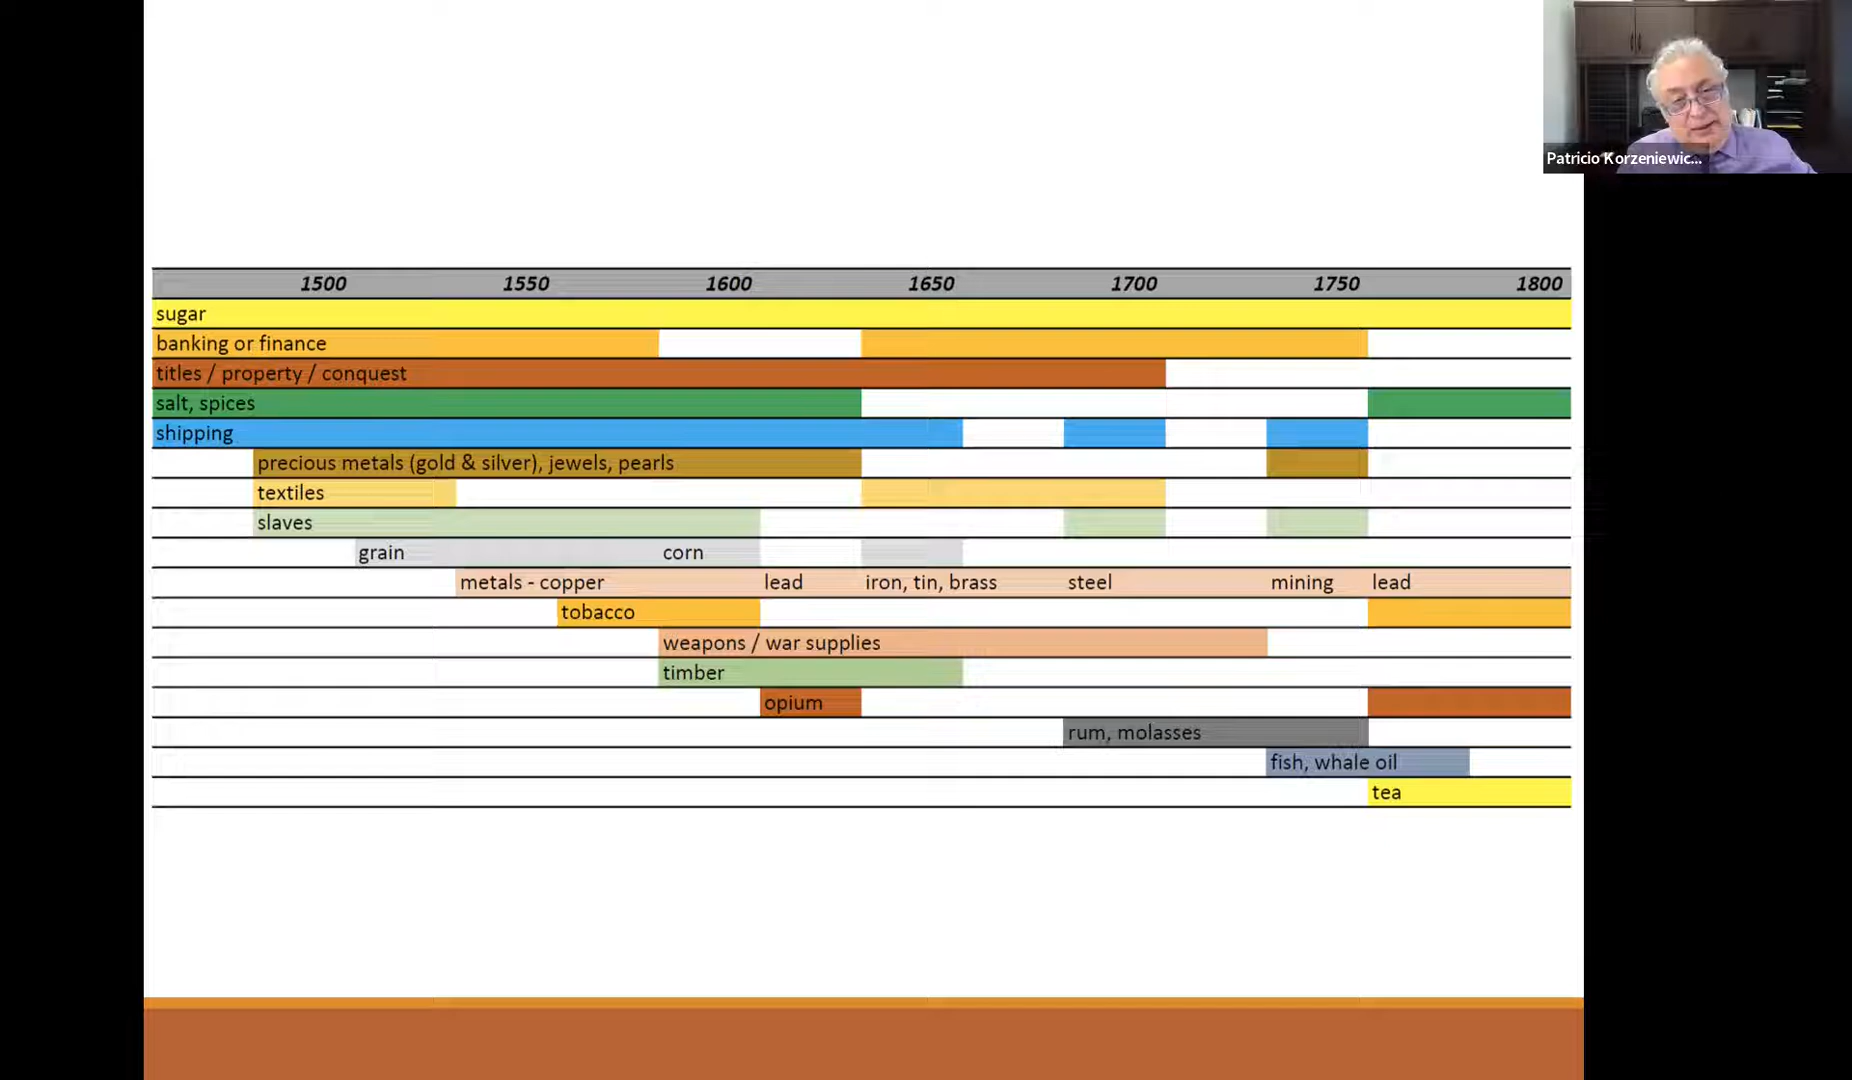 Patricio Korzeniewic...
1500 1550 1600 1650 1700 1750 1800
sugar
banking or finance
titles / property / conquest
salt, spices
shipping
precious metals (gold & silver), jewels, pearls
textiles
slaves
grain corn
metals - copper lead iron, tin, brass steel mining lead
tobacco
weapons / war supplies
timber
opium
rum, molasses
fish, whale oil
tea